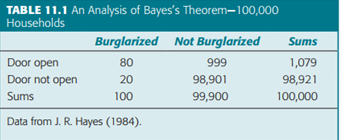 TABLE 11.1 An Analysis of Bayes's Theorem—100,000
Households
Burglarized Not Burglarized Sums
Door open 80 999 1,079
Door not open 20 98,901 98,921
Sums 100 99,900 100,000
Data from J. R. Hayes (1984).